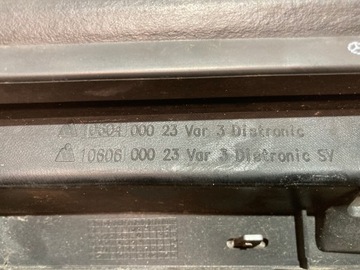 10604 000 23 Var 3 Distronic
10606 000 23 Var 3 Distronic SV